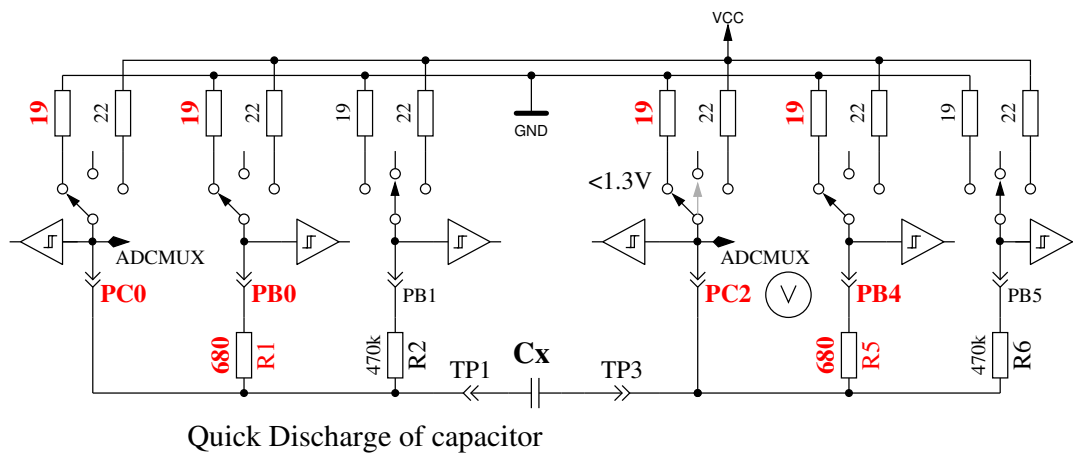 VCC
19
22
19
22
19
22
GND
19
22
19
22
19
22
<1.3V
ADCMUX
ADCMUX
PC0
PB0
PB1
PC2
V
PB4
PB5
680
R1
470k
R2
680
R5
470k
R6
TP1
Cx
TP3
Quick Discharge of capacitor